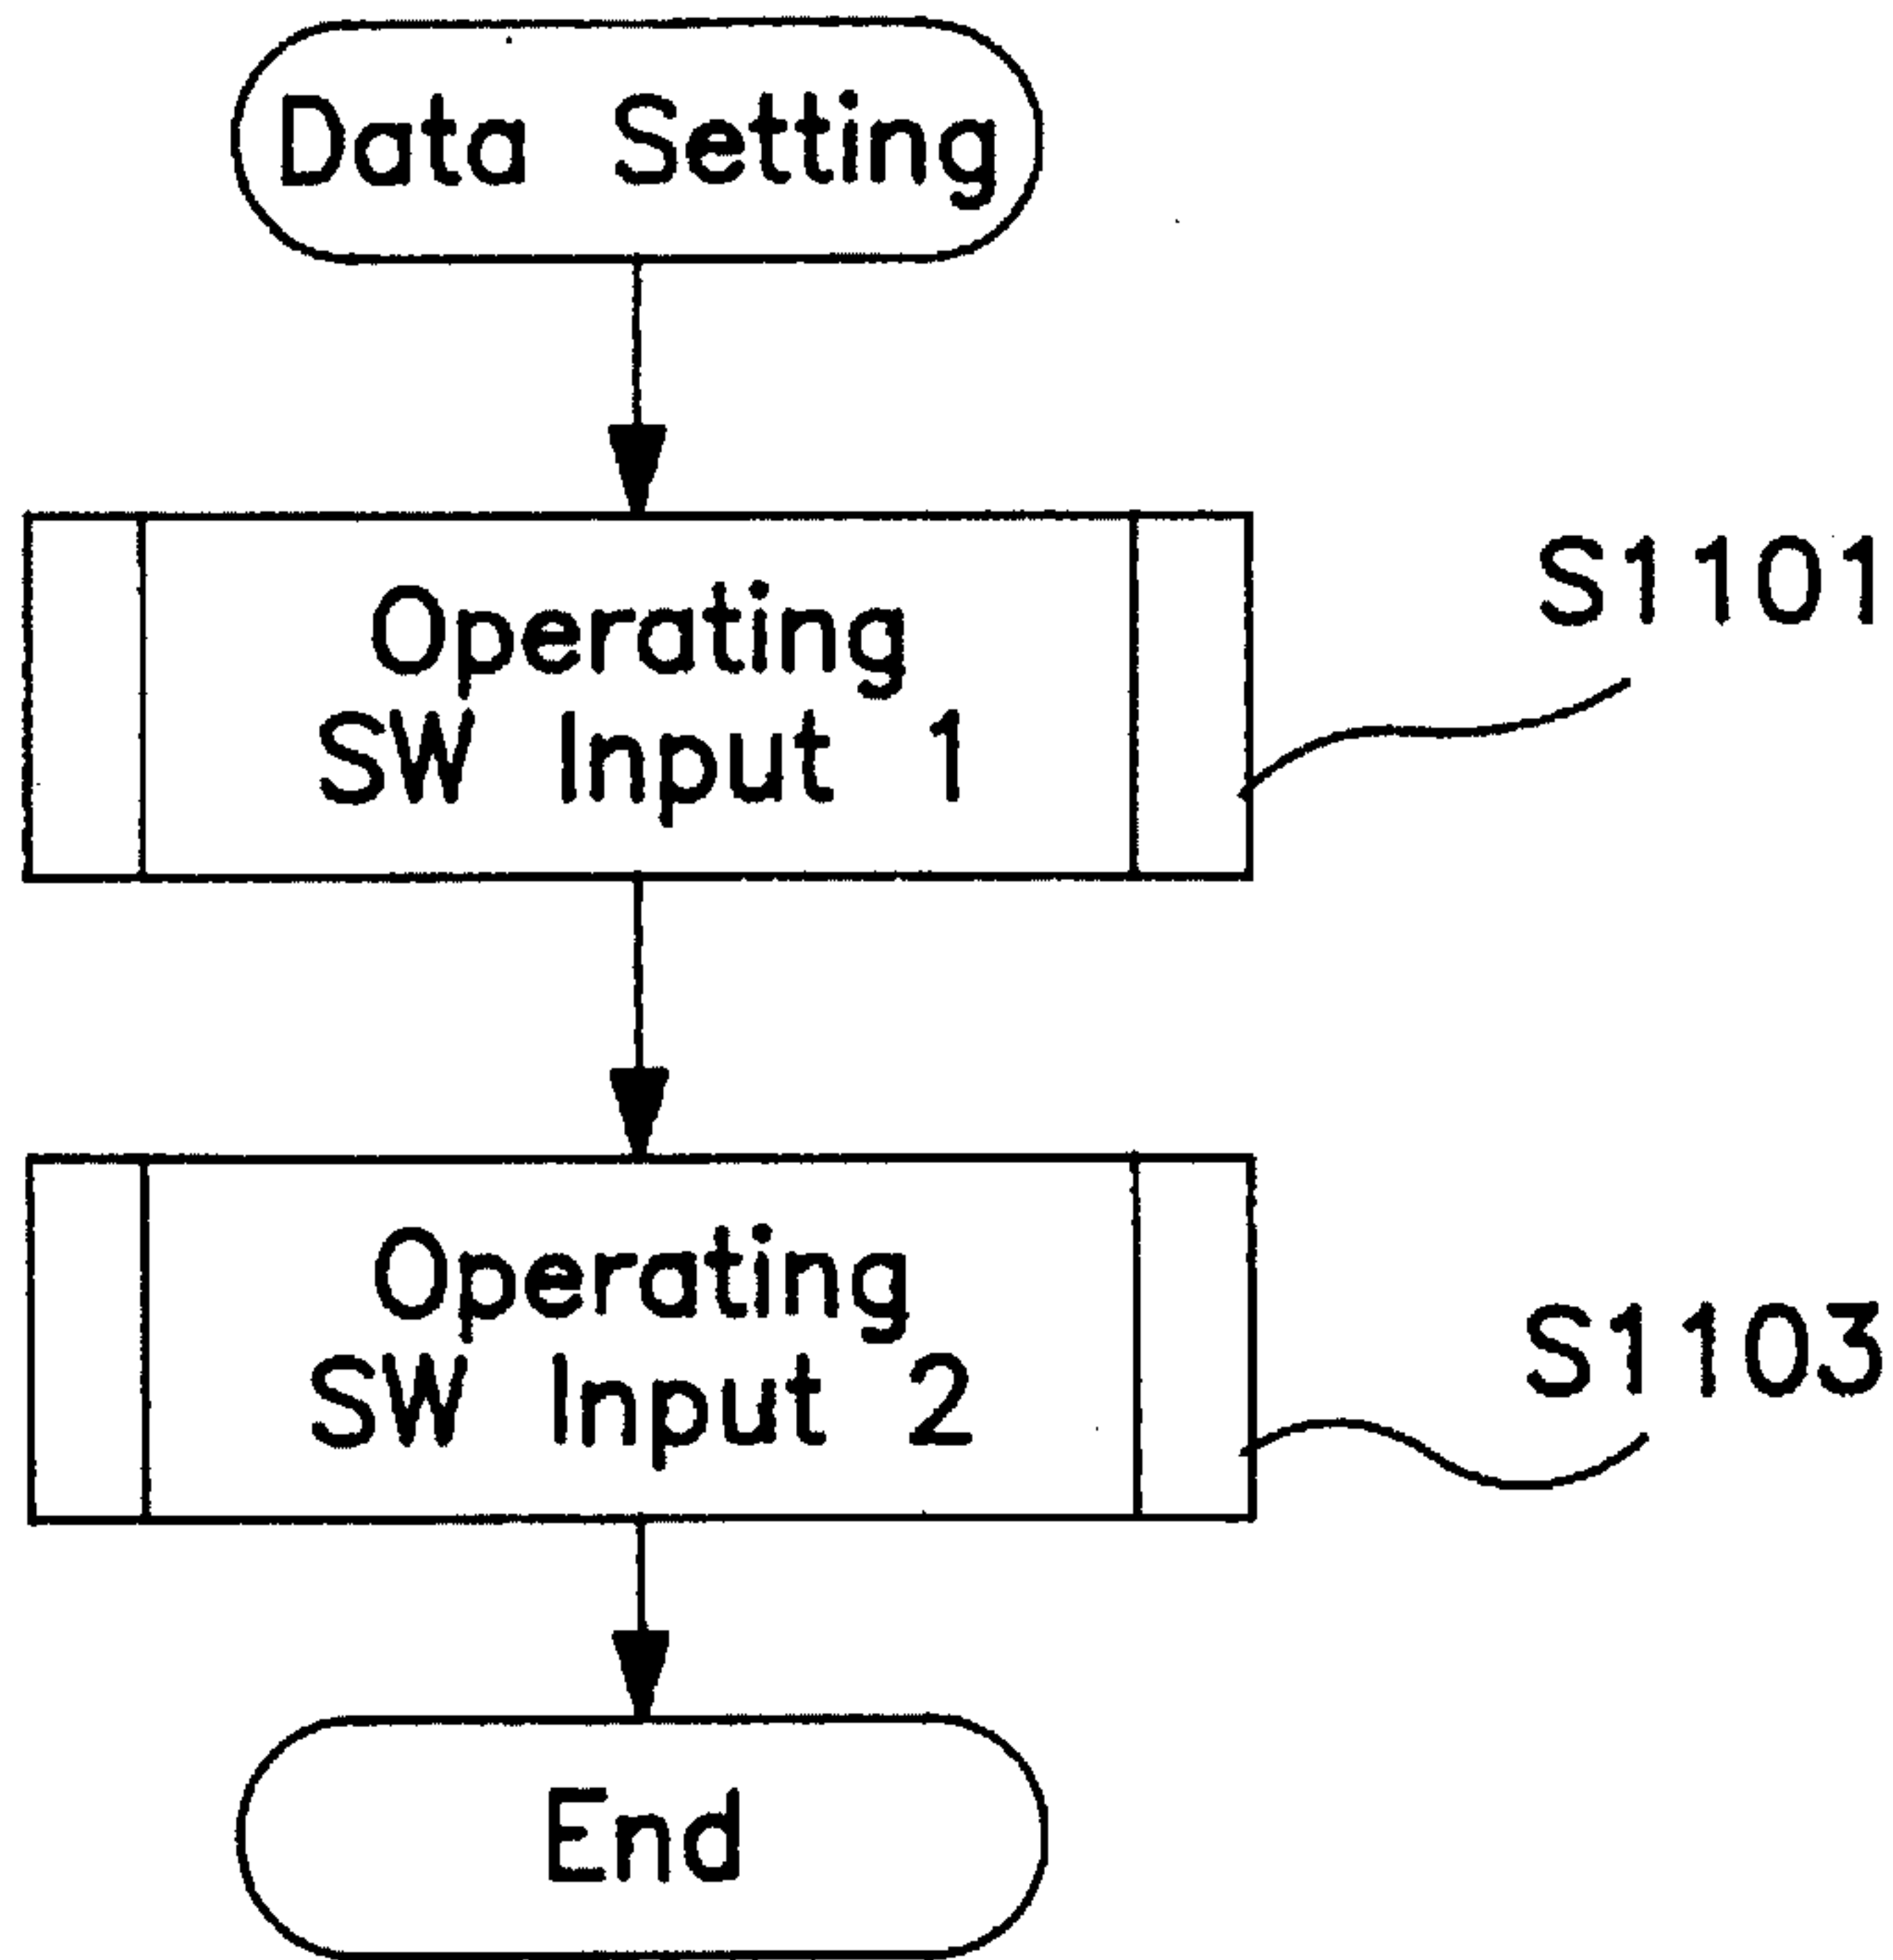 Data Setting
Operating
SW Input 1
S1101
Operating
SW Input 2
S1103
End